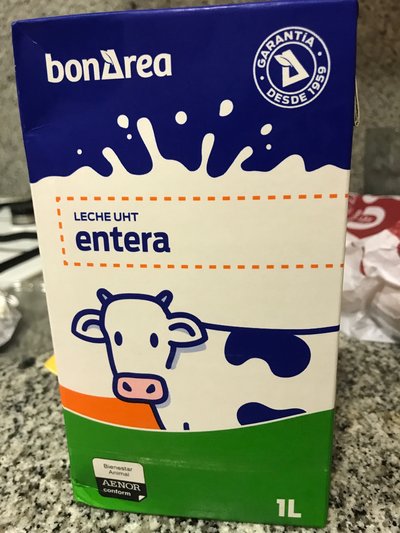 bonÀrea
GARANTIA
DESDE 1959
LECHE UHT
entera
Bienestar
Animal
AENOR
conform
1L